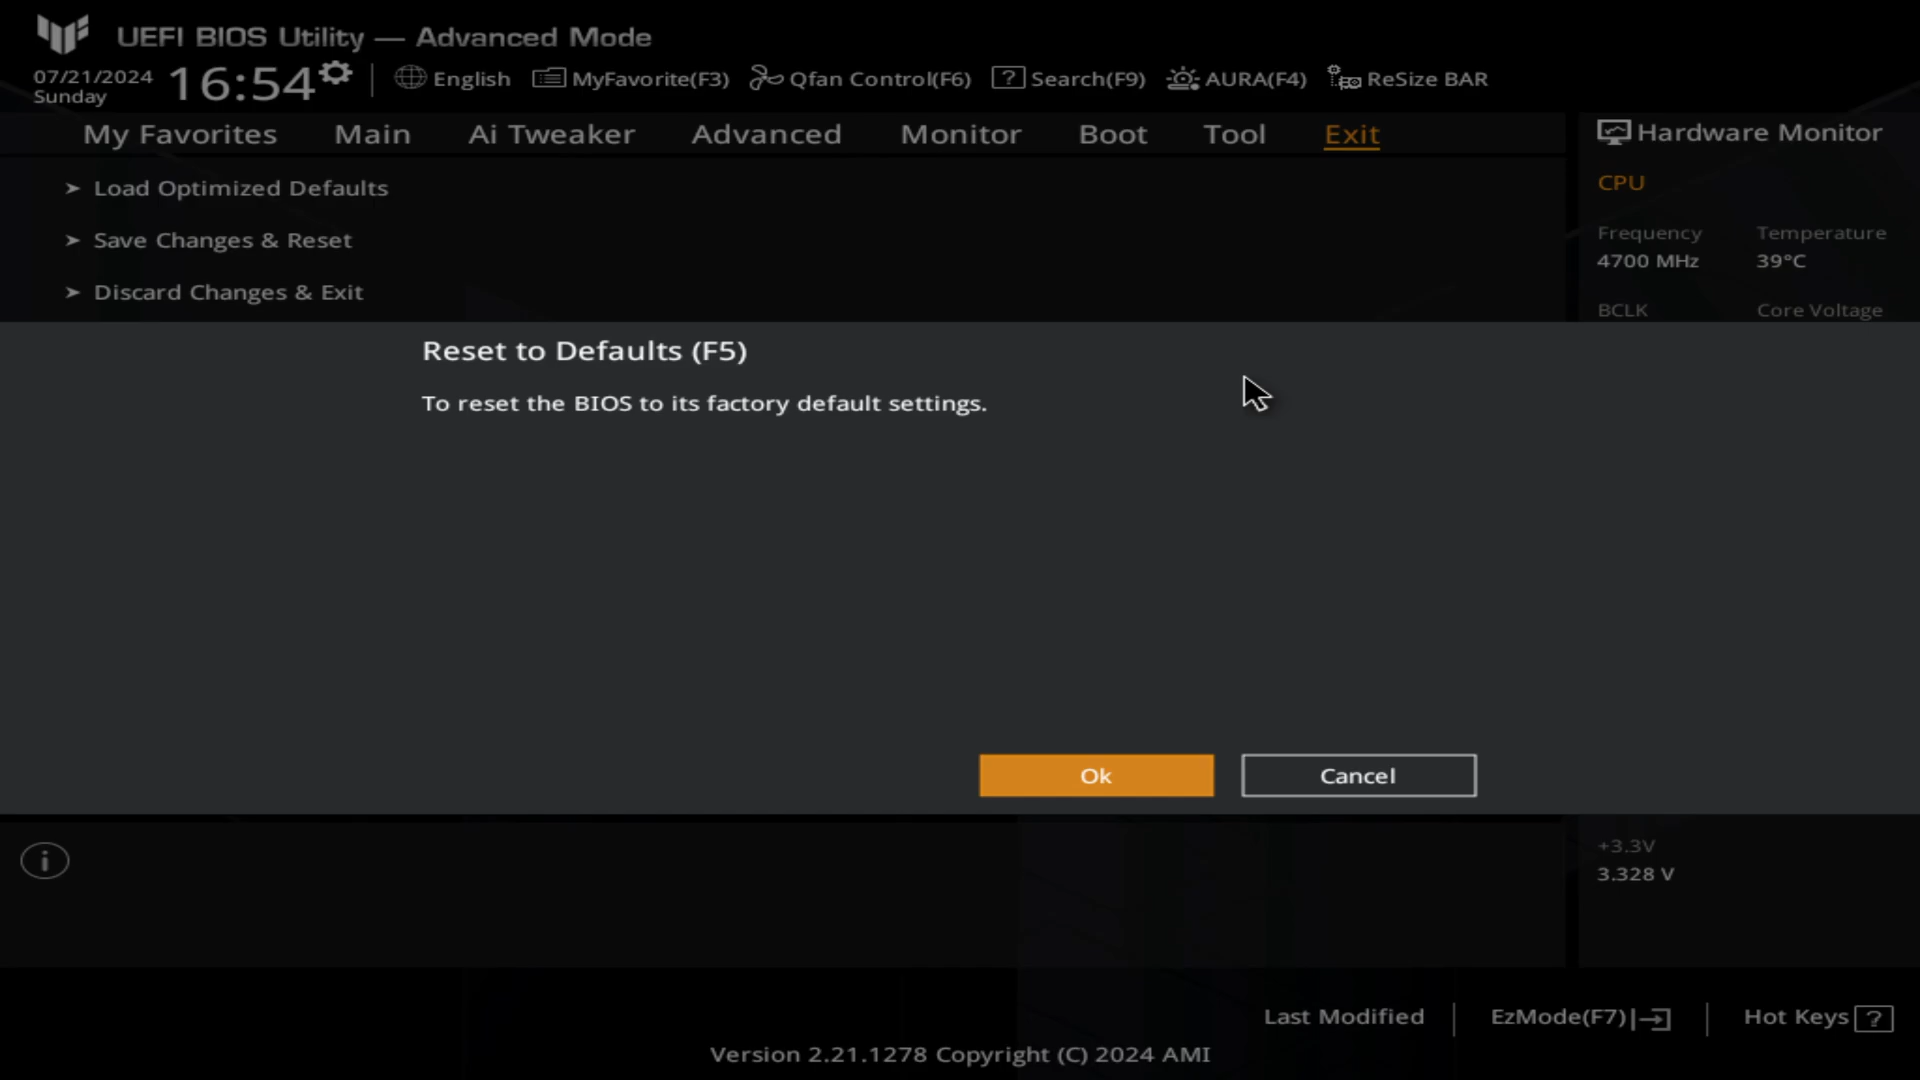 UEFI BIOS Utility — Advanced Mode
07/21/2024
Sunday
16:54
English
MyFavorite(F3)
Qfan Control(F6)
? Search(F9)
AURA(F4)
ReSize BAR
My Favorites
Main
Ai Tweaker
Advanced
Monitor
Boot
Tool
Exit
Hardware Monitor
Load Optimized Defaults
Save Changes & Reset
Discard Changes & Exit
CPU
Frequency
Temperature
4700 MHz
39°C
BCLK
Core Voltage
Reset to Defaults (F5)
To reset the BIOS to its factory default settings.
Ok
Cancel
i
+3.3V
3.328 V
Last Modified
EzMode(F7)
Hot Keys ?
Version 2.21.1278 Copyright (C) 2024 AMI